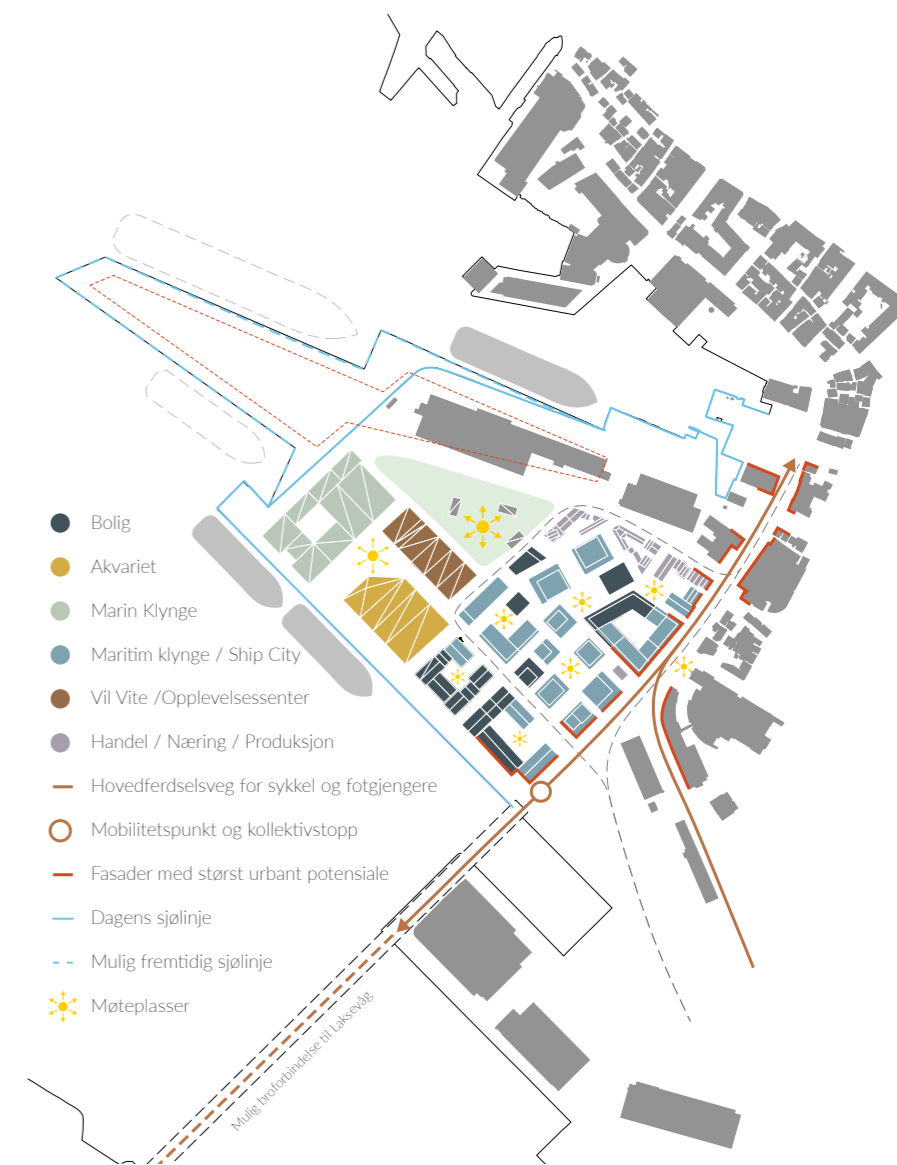 Bolig
Akvariet
Marin Klynge
Maritim klynge / Ship City
Vil Vite /Opplevelsessenter
Handel / Næring / Produksjon
Hovedferdselsveg for sykkel og fotgjengere
Mobilitetspunkt og kollektivstopp
Fasader med størst urbant potensiale
Dagens sjølinje
Mulig fremtidig sjølinje
Møteplasser
Mulig broforbindelse til Laksevåg